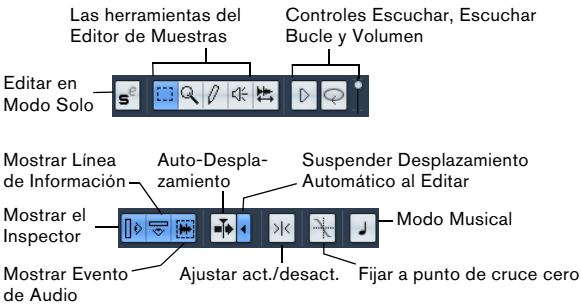 Las herramientas del
Editor de Muestras
Controles Escuchar, Escuchar
Bucle y Volumen
Editar en
Modo Solo
s e
Mostrar Línea
de Información
Auto-Despla-
zamiento
Suspender Desplazamiento
Automático al Editar
Mostrar el
Inspector
Modo Musical
Mostrar Evento
de Audio
Ajustar act./desact.
Fijar a punto de cruce cero